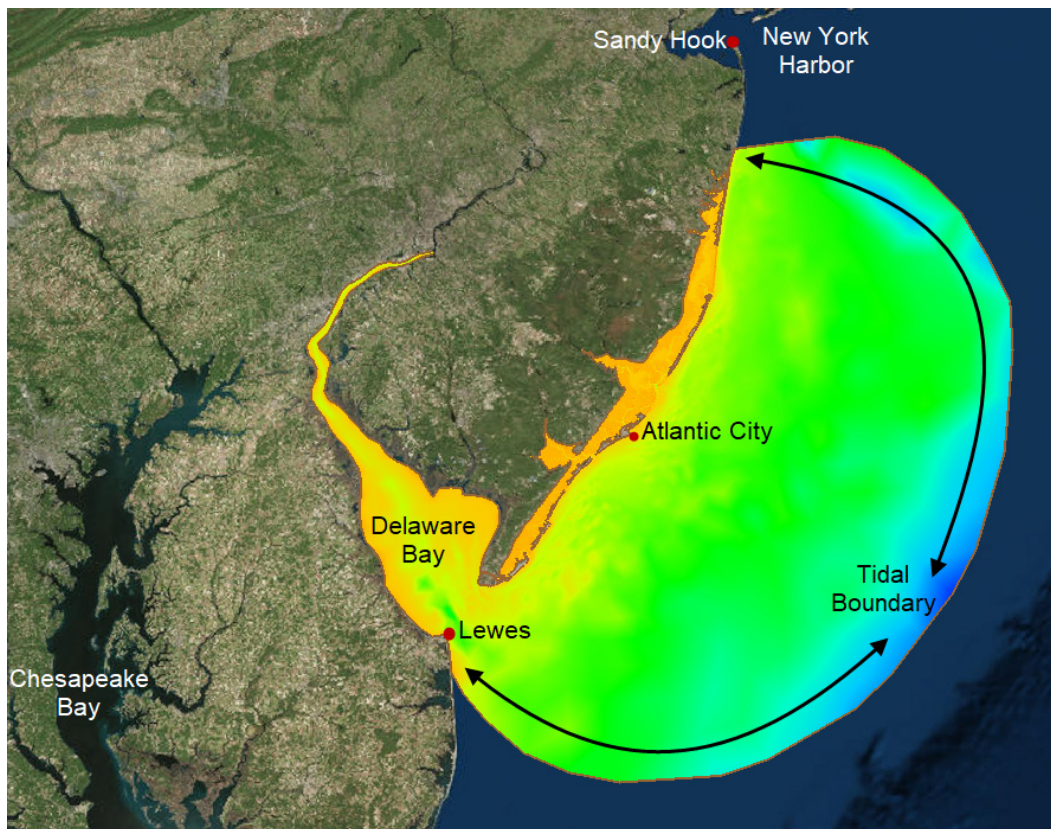 Sandy Hook
New York
Harbor
Atlantic City
Delaware
Bay
Tidal
Boundary
Lewes
Chesapeake
Bay